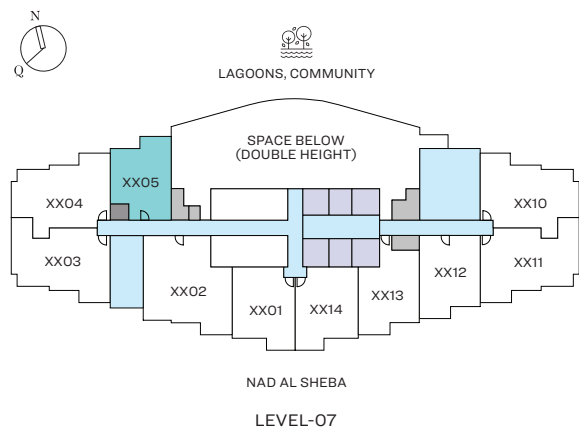 N
Q
LAGOONS, COMMUNITY
SPACE BELOW
(DOUBLE HEIGHT)
XX05
XX04
XX10
XX03
XX02
XX01
XX14
XX13
XX12
XX11
NAD AL SHEBA
LEVEL-07